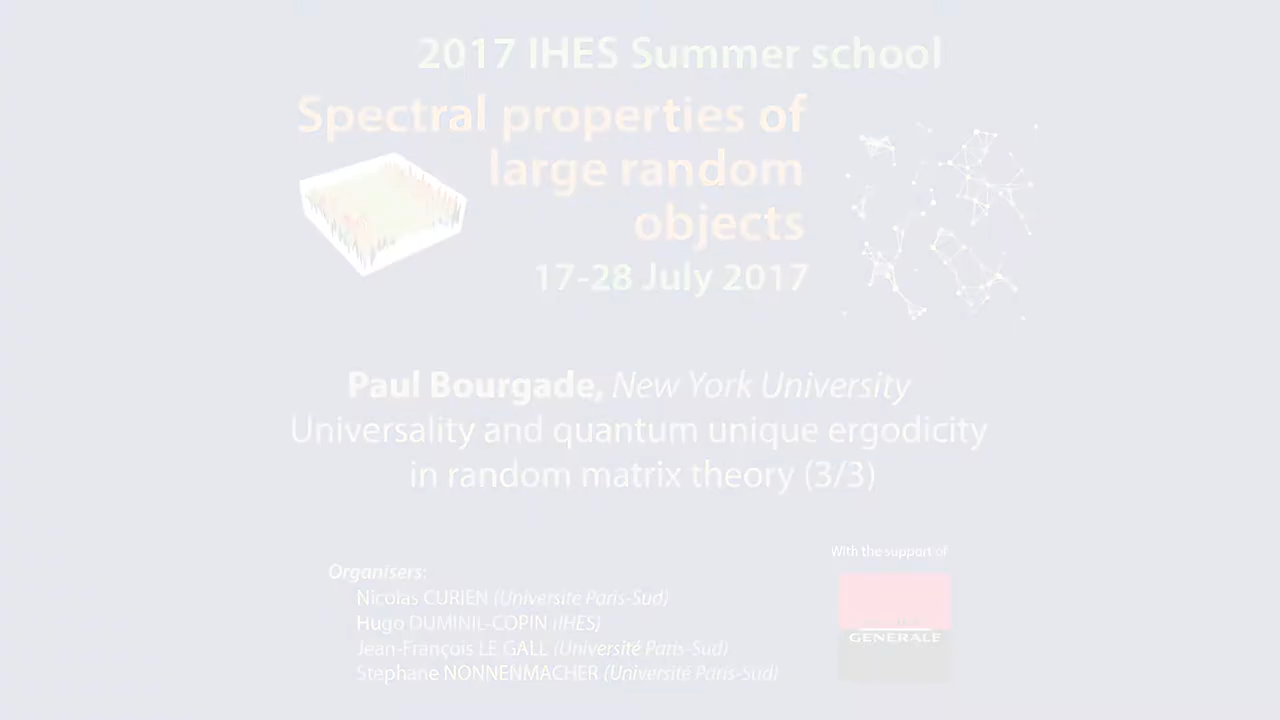 2017 IHES Summer school
Spectral properties of
large random
objects
17-28 July 2017
Paul Bourgade, New York University
Universality and quantum unique ergodicity
in random matrix theory (3/3)
With the support of
Organisers:
Nicolas CURIEN (Universite Paris-Sud)
Hugo DUMINIL-COPIN (IHES)
Jean-François LE GALL (Université Paris-Sud)
Stephane NONNENMACHER (Université Paris-Sud)
GENERALE